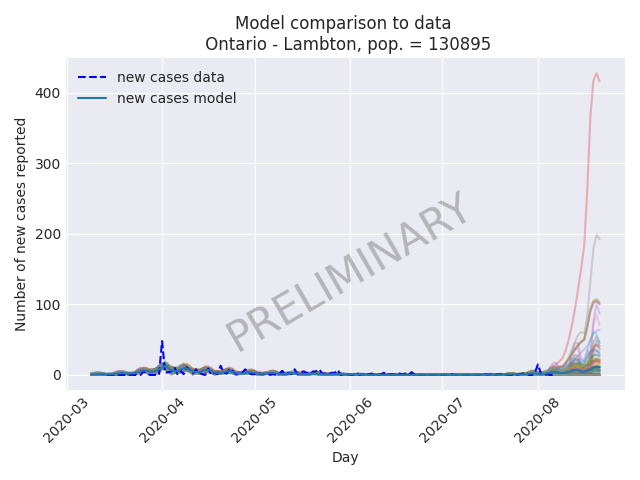 Model comparison to data
Ontario - Lambton, pop. = 130895
new cases data
new cases model
PRELIMINARY
Number of new cases reported
400
300
200
100
0
2020-03
2020-04
2020-05
2020-06
2020-07
2020-08
Day